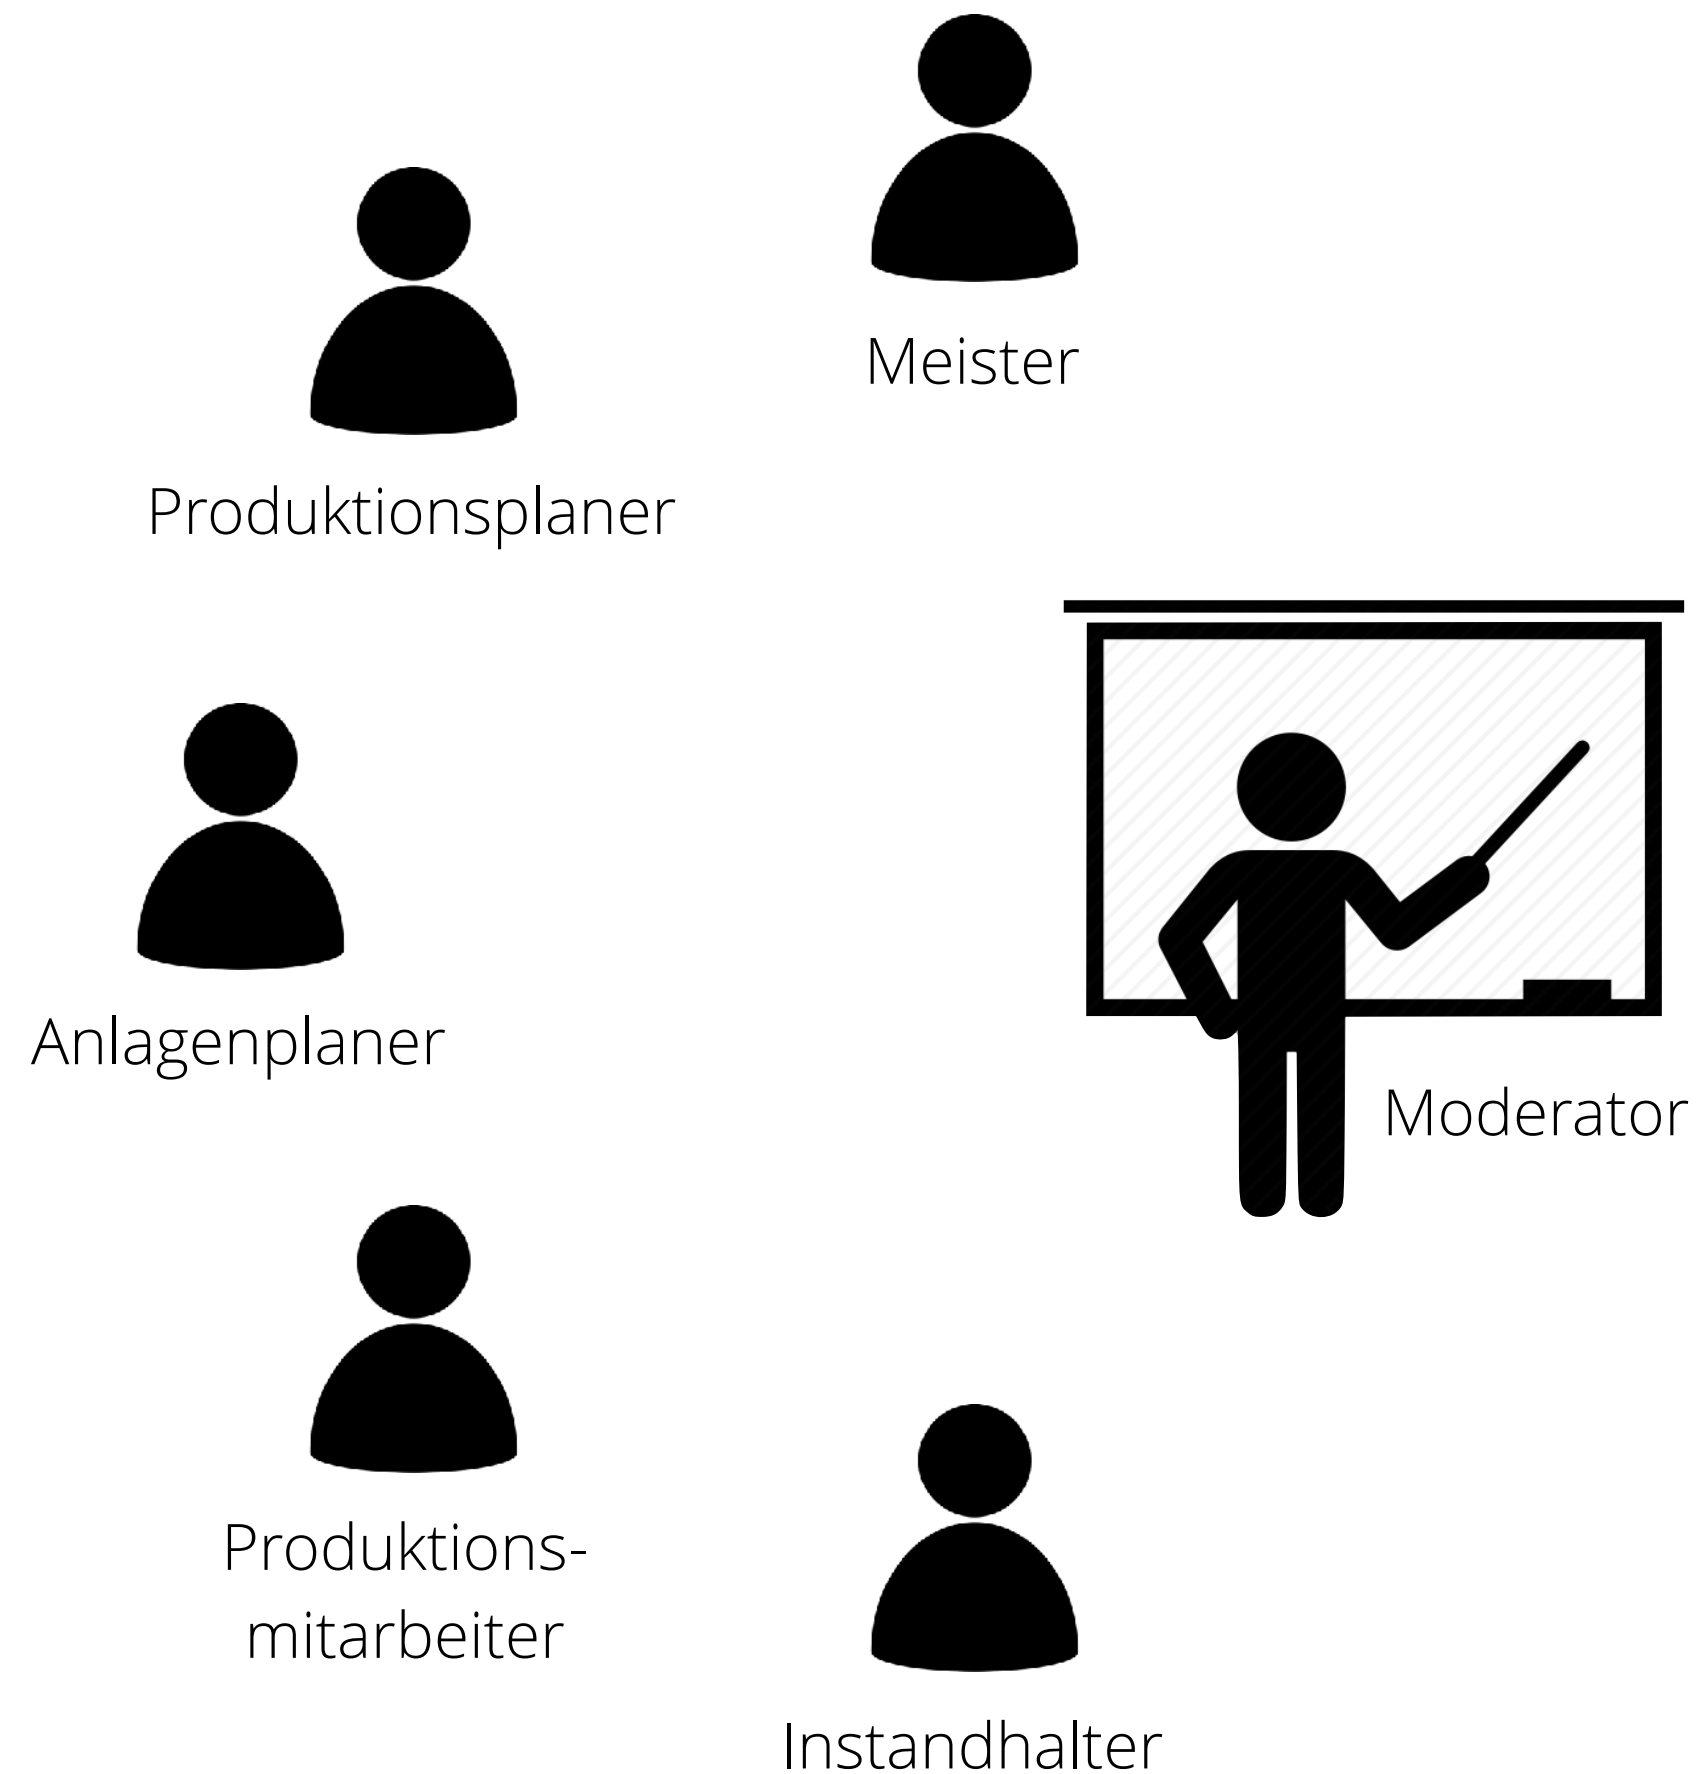 Meister
Produktionsplaner
Anlagenplaner
Moderator
Produktions-
mitarbeiter
Instandhalter